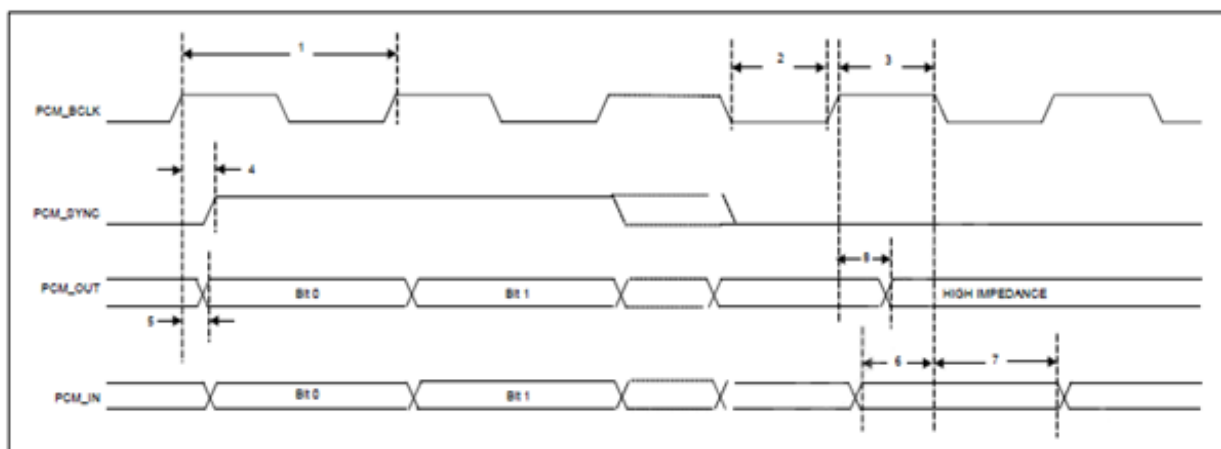 1
2
3
PCM_BCLK
4
PCM_SYNC
8
PCM_OUT
Bit 0
Bit 1
HIGH IMPEDANCE
5
6
7
PCM_IN
Bit 0
Bit 1